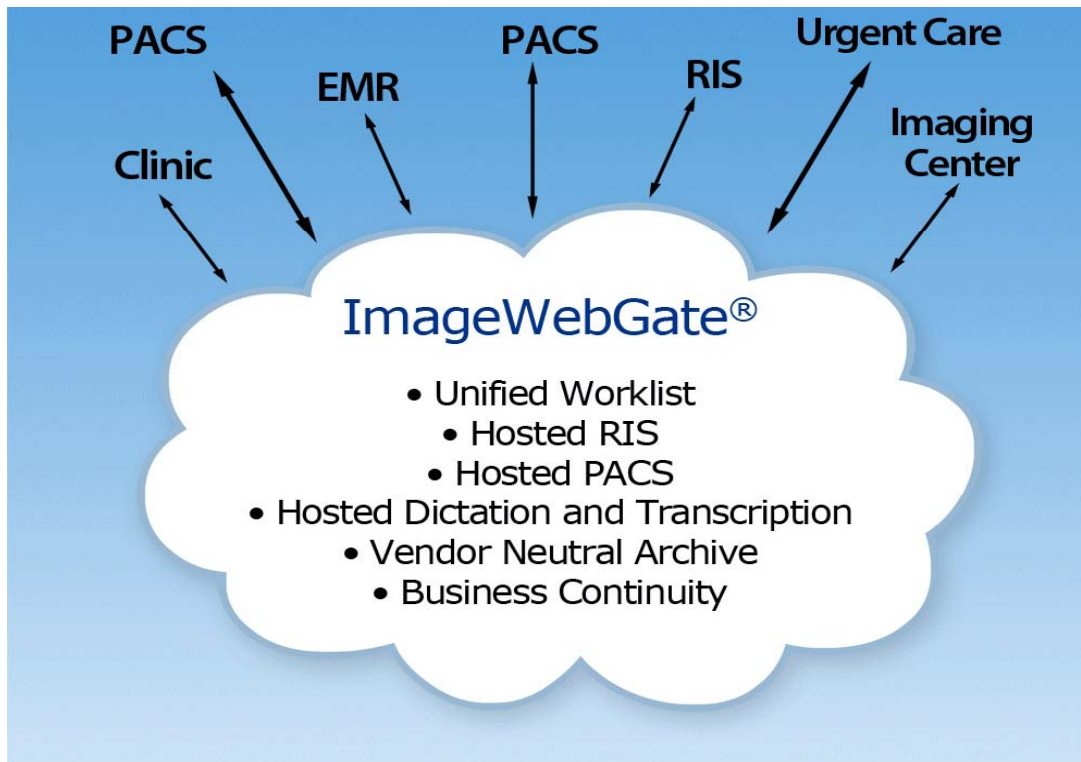 PACS
PACS
Urgent Care
EMR
RIS
Imaging
Center
Clinic
ImageWebGate®
• Unified Worklist
• Hosted RIS
• Hosted PACS
• Hosted Dictation and Transcription
• Vendor Neutral Archive
• Business Continuity